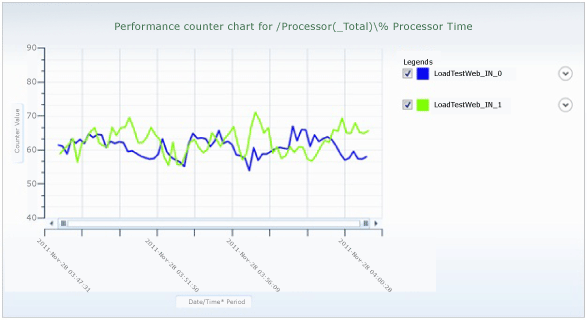 Performance counter chart for /Processor(_Total)\% Processor Time
90
80
70
60
50
40
Counter Value
Legends
LoadTestWeb_IN_0
LoadTestWeb_IN_1
2011-Nov-28 03:47:31
2011-Nov-28 03:51:50
2011-Nov-28 03:56:09
2011-Nov-28 04:00:28
Date/Time* Period